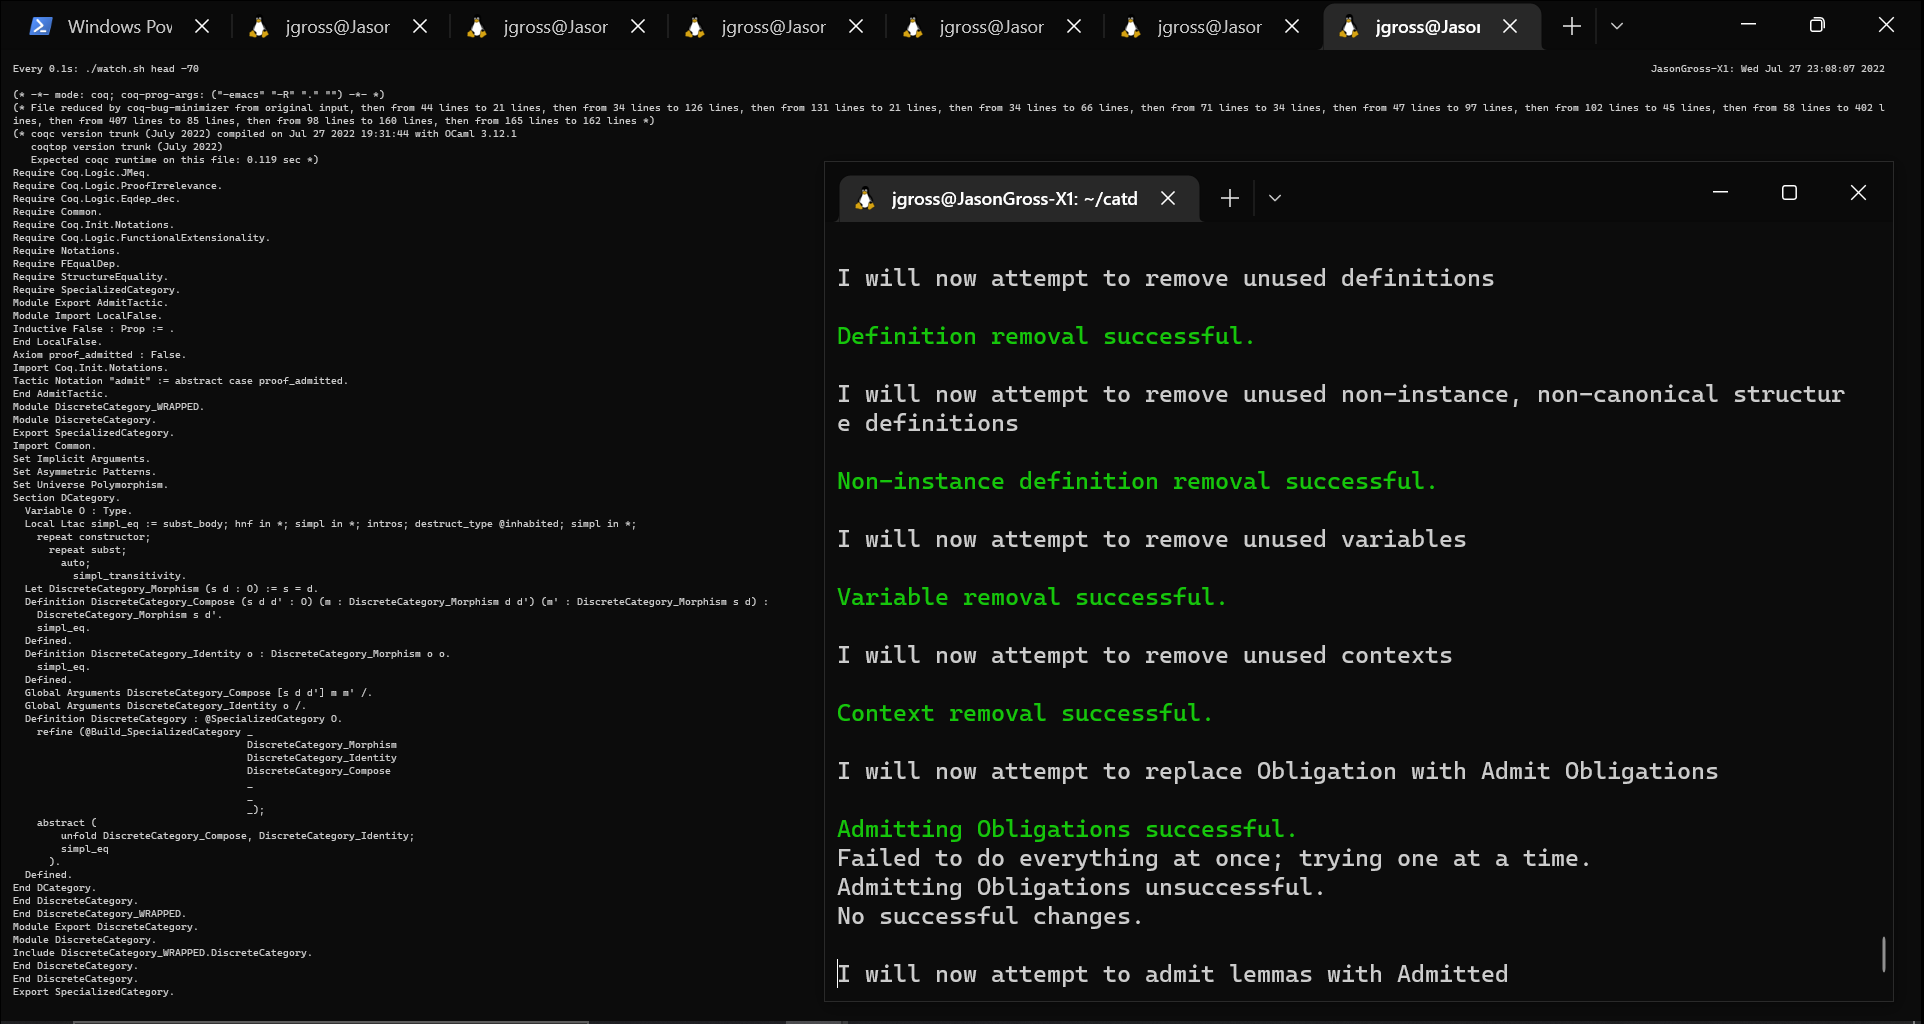 Windows Pov
jgross@Jasor
jgross@Jasor
jgross@Jasor
jgross@Jasor
jgross@Jasor
jgross@Jasor
Every 0.1s: ./watch.sh head -70
JasonGross-X1: Wed Jul 27 23:08:07 2022
(* -*- mode: coq; coq-prog-args: ("-emacs" "-R" "." "") -*- *)
(* File reduced by coq-bug-minimizer from original input, then from 44 lines to 21 lines, then from 34 lines to 126 lines, then from 131 lines to 21 lines, then from 34 lines to 66 lines, then from 71 lines to 34 lines, then from 47 lines to 97 lines, then from 102 lines to 45 lines, then from 58 lines to 402 l
ines, then from 407 lines to 85 lines, then from 98 lines to 160 lines, then from 165 lines to 162 lines *)
(* coqc version trunk (July 2022) compiled on Jul 27 2022 19:31:44 with OCaml 3.12.1
   coqtop version trunk (July 2022)
   Expected coqc runtime on this file: 0.119 sec *)
Require Coq.Logic.JMeq.
Require Coq.Logic.ProofIrrelevance.
Require Coq.Logic.Eqdep_dec.
Require Common.
Require Coq.Init.Notations.
Require Coq.Logic.FunctionalExtensionality.
Require Notations.
Require FEqualDep.
Require StructureEquality.
Require SpecializedCategory.
Module Export AdmitTactic.
Module Import LocalFalse.
Inductive False : Prop := .
End LocalFalse.
Axiom proof_admitted : False.
Import Coq.Init.Notations.
Tactic Notation "admit" := abstract case proof_admitted.
End AdmitTactic.
Module DiscreteCategory_WRAPPED.
Module DiscreteCategory.
Export SpecializedCategory.
Import Common.
Set Implicit Arguments.
Set Asymmetric Patterns.
Set Universe Polymorphism.
Section DCategory.
  Variable O : Type.
  Local Ltac simpl_eq := subst_body; hnf in *; simpl in *; intros; destruct_type @inhabited; simpl in *;
    repeat constructor;
      repeat subst;
        auto;
          simpl_transitivity.
  Let DiscreteCategory_Morphism (s d : O) := s = d.
  Definition DiscreteCategory_Compose (s d d' : O) (m : DiscreteCategory_Morphism d d') (m' : DiscreteCategory_Morphism s d) :
    DiscreteCategory_Morphism s d'.
    simpl_eq.
  Defined.
  Definition DiscreteCategory_Identity o : DiscreteCategory_Morphism o o.
    simpl_eq.
  Defined.
  Global Arguments DiscreteCategory_Compose [s d d'] m m' /.
  Global Arguments DiscreteCategory_Identity o /.
  Definition DiscreteCategory : @SpecializedCategory O.
    refine (@Build_SpecializedCategory _
                                       DiscreteCategory_Morphism
                                       DiscreteCategory_Identity
                                       DiscreteCategory_Compose
                                       _
                                       _
                                       _);
    abstract (
        unfold DiscreteCategory_Compose, DiscreteCategory_Identity;
        simpl_eq
      ).
  Defined.
End DCategory.
End DiscreteCategory.
End DiscreteCategory_WRAPPED.
Module Export DiscreteCategory.
Module DiscreteCategory.
Include DiscreteCategory_WRAPPED.DiscreteCategory.
End DiscreteCategory.
End DiscreteCategory.
Export SpecializedCategory.
jgross@JasonGross-X1: ~/catd
I will now attempt to remove unused definitions
Definition removal successful.
I will now attempt to remove unused non-instance, non-canonical structur
e definitions
Non-instance definition removal successful.
I will now attempt to remove unused variables
Variable removal successful.
I will now attempt to remove unused contexts
Context removal successful.
I will now attempt to replace Obligation with Admit Obligations
Admitting Obligations successful.
Failed to do everything at once; trying one at a time.
Admitting Obligations unsuccessful.
No successful changes.
I will now attempt to admit lemmas with Admitted